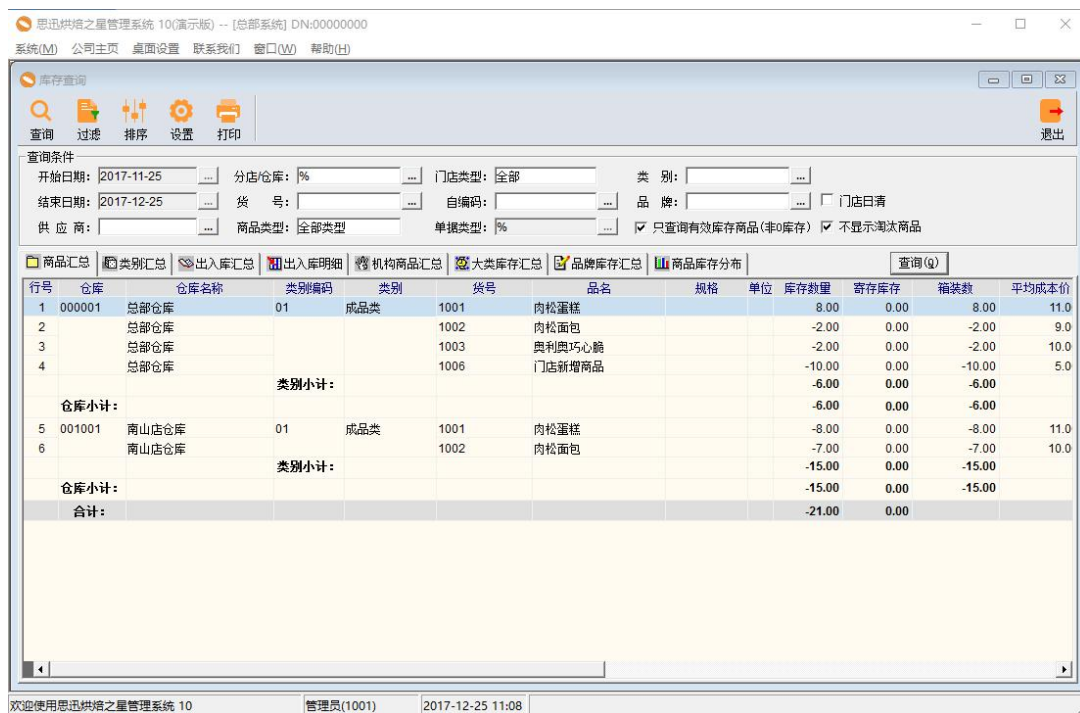 思迅烘焙之星管理系统 10(演示版) -- [总部系统] DN:00000000
系统(M) 公司主页 桌面设置 联系我们 窗口(W) 帮助(H)
库存查询
查询 过滤 排序 设置 打印 退出
查询条件
开始日期: 2017-11-25 ... 分店/仓库: % ... 门店类型: 全部 类 别: ...
结束日期: 2017-12-25 ... 货 号: ... 自编码: ... 品 牌: ... 门店日清
供 应 商: ... 商品类型: 全部类型 单据类型: % ... 只查询有效库存商品(非0库存) 不显示淘汰商品
商品汇总 类别汇总 出入库汇总 出入库明细 机构商品汇总 大类库存汇总 品牌库存汇总 商品库存分布 查询(Q)
行号 仓库 仓库名称 类别编码 类别 货号 品名 规格 单位 库存数量 寄存库存 箱装数 平均成本价
1 000001 总部仓库 01 成品类 1001 肉松蛋糕 8.00 0.00 8.00 11.0
2 总部仓库 1002 肉松面包 -2.00 0.00 -2.00 9.0
3 总部仓库 1003 奥利奥巧心脆 -2.00 0.00 -2.00 10.0
4 总部仓库 1006 门店新增商品 -10.00 0.00 -10.00 5.0
类别小计: -6.00 0.00 -6.00
仓库小计: -6.00 0.00 -6.00
5 001001 南山店仓库 01 成品类 1001 肉松蛋糕 -8.00 0.00 -8.00 11.0
6 南山店仓库 1002 肉松面包 -7.00 0.00 -7.00 10.0
类别小计: -15.00 0.00 -15.00
仓库小计: -15.00 0.00 -15.00
合计: -21.00 0.00
欢迎使用思迅烘焙之星管理系统 10 管理员(1001) 2017-12-25 11:08